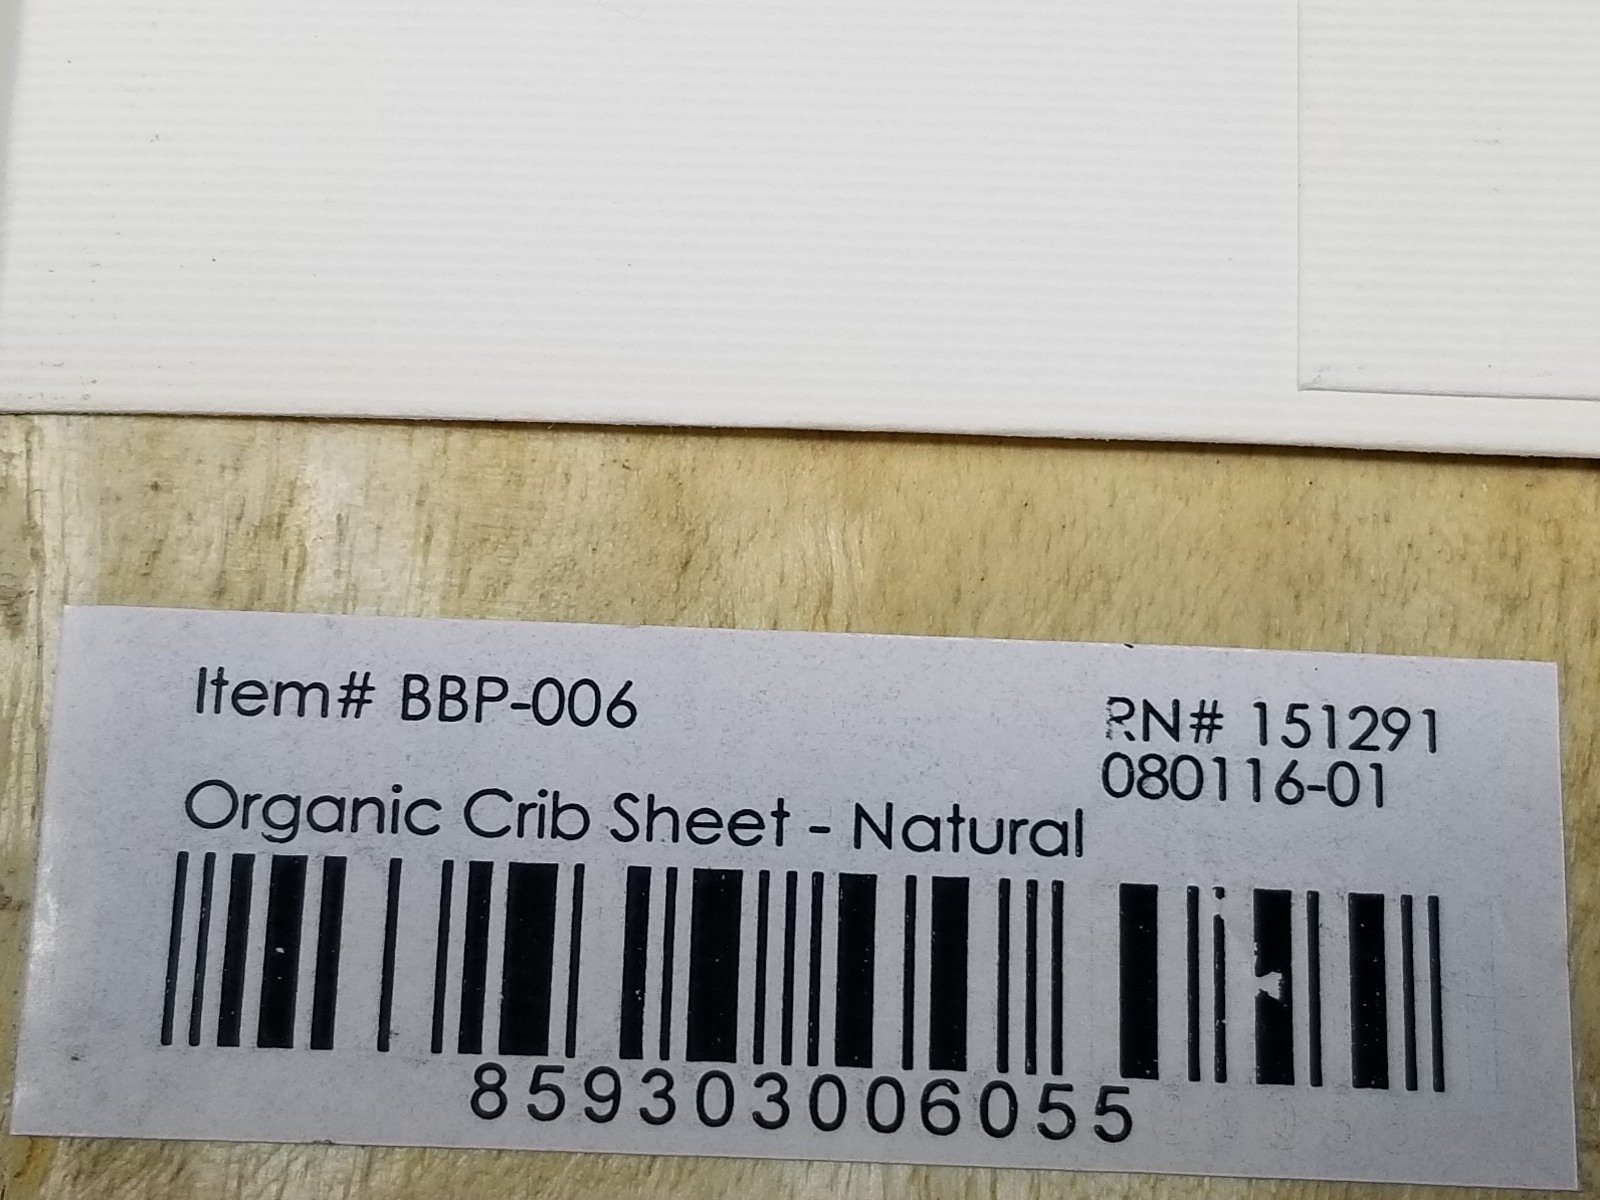 Item# BBP-006
RN# 151291
080116-01
Organic Crib Sheet - Natural
859303006055